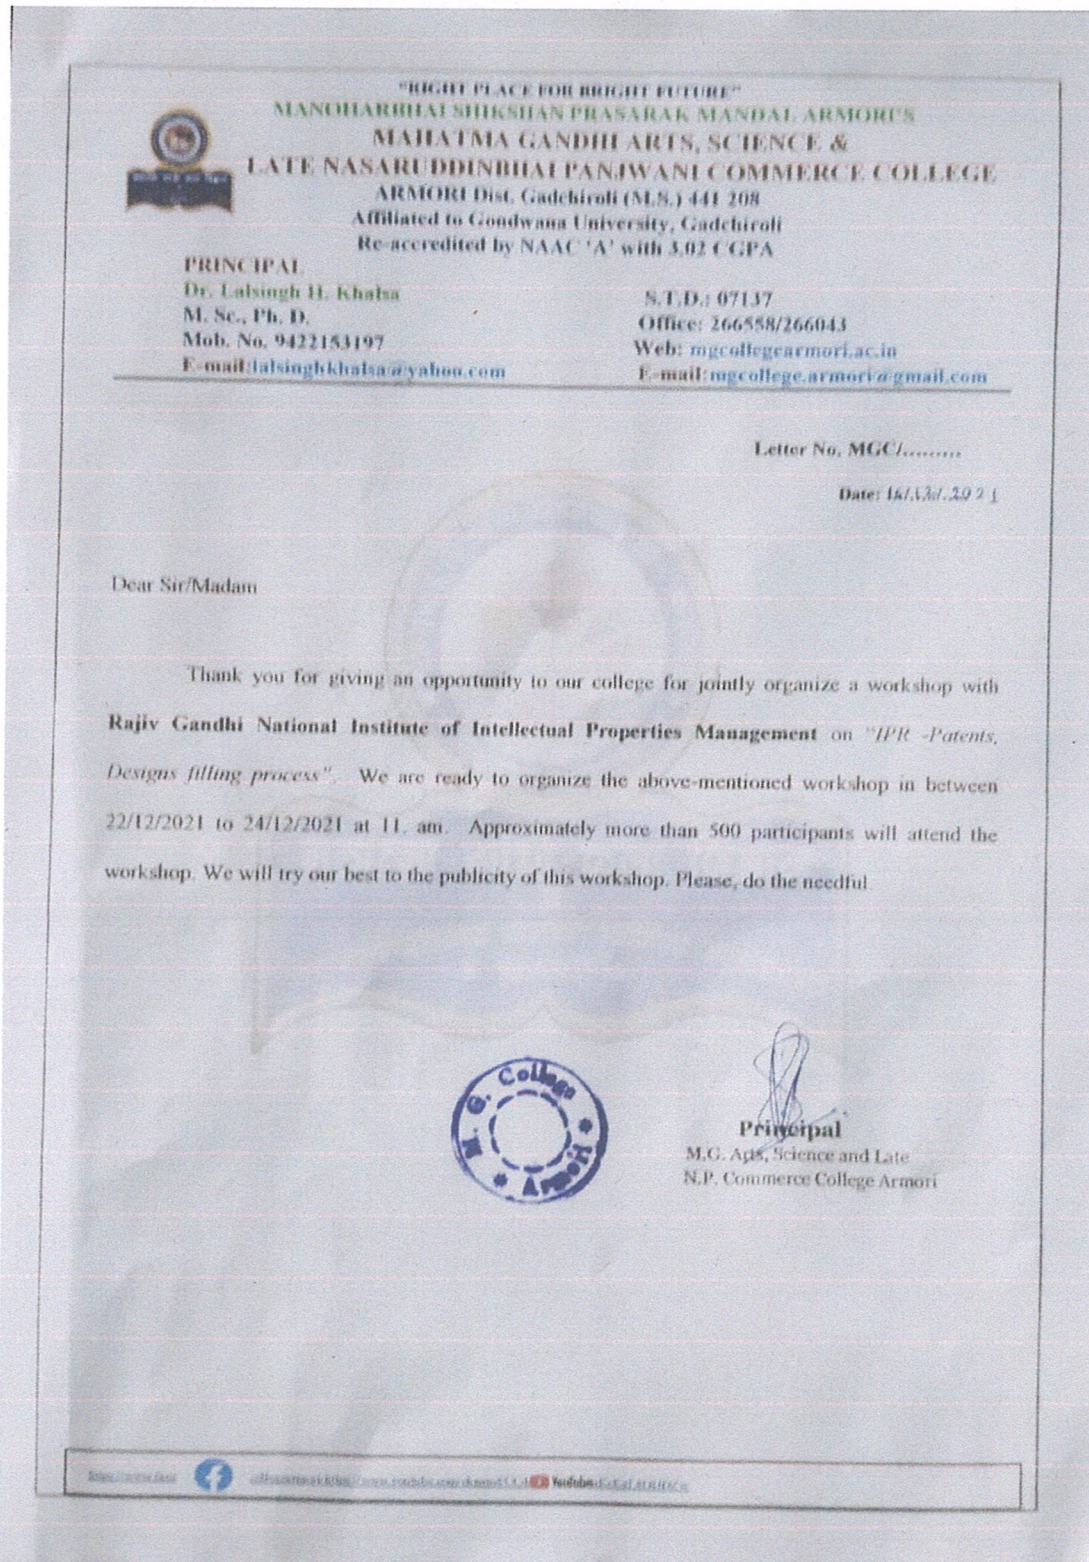 "RIGHT PLACE FOR BRIGHT FUTURE"
MANOHARBHAI SHIKSHAN PRASARAK MANDAL ARMORI'S
MAHATMA GANDHI ARTS, SCIENCE &
LATE NASARUDDINBHAI PANJWANI COMMERCE COLLEGE
ARMORI Dist. Gadchiroli (M.S.) 441 208
Affiliated to Gondwana University, Gadchiroli
Re-accredited by NAAC 'A' with 3.02 CGPA
PRINCIPAL
Dr. Lalsingh H. Khalsa
M. Sc., Ph. D.
Mob. No. 9422153197
E-mail:lalsinghkhalsa@yahoo.com
S.T.D.: 07137
Office: 266558/266043
Web: mgcollegearmori.ac.in
E-mail:mgcollege.armori@gmail.com
Letter No. MGC/.........
Date: 2021
Dear Sir/Madam
Thank you for giving an opportunity to our college for jointly organize a workshop with
Rajiv Gandhi National Institute of Intellectual Properties Management on "IPR -Patents,
Designs filling process". We are ready to organize the above-mentioned workshop in between
22/12/2021 to 24/12/2021 at 11. am. Approximately more than 500 participants will attend the
workshop. We will try our best to the publicity of this workshop. Please, do the needful
M. G. College
* Armori *
Principal
M.G. Arts, Science and Late
N.P. Commerce College Armori
YouTube